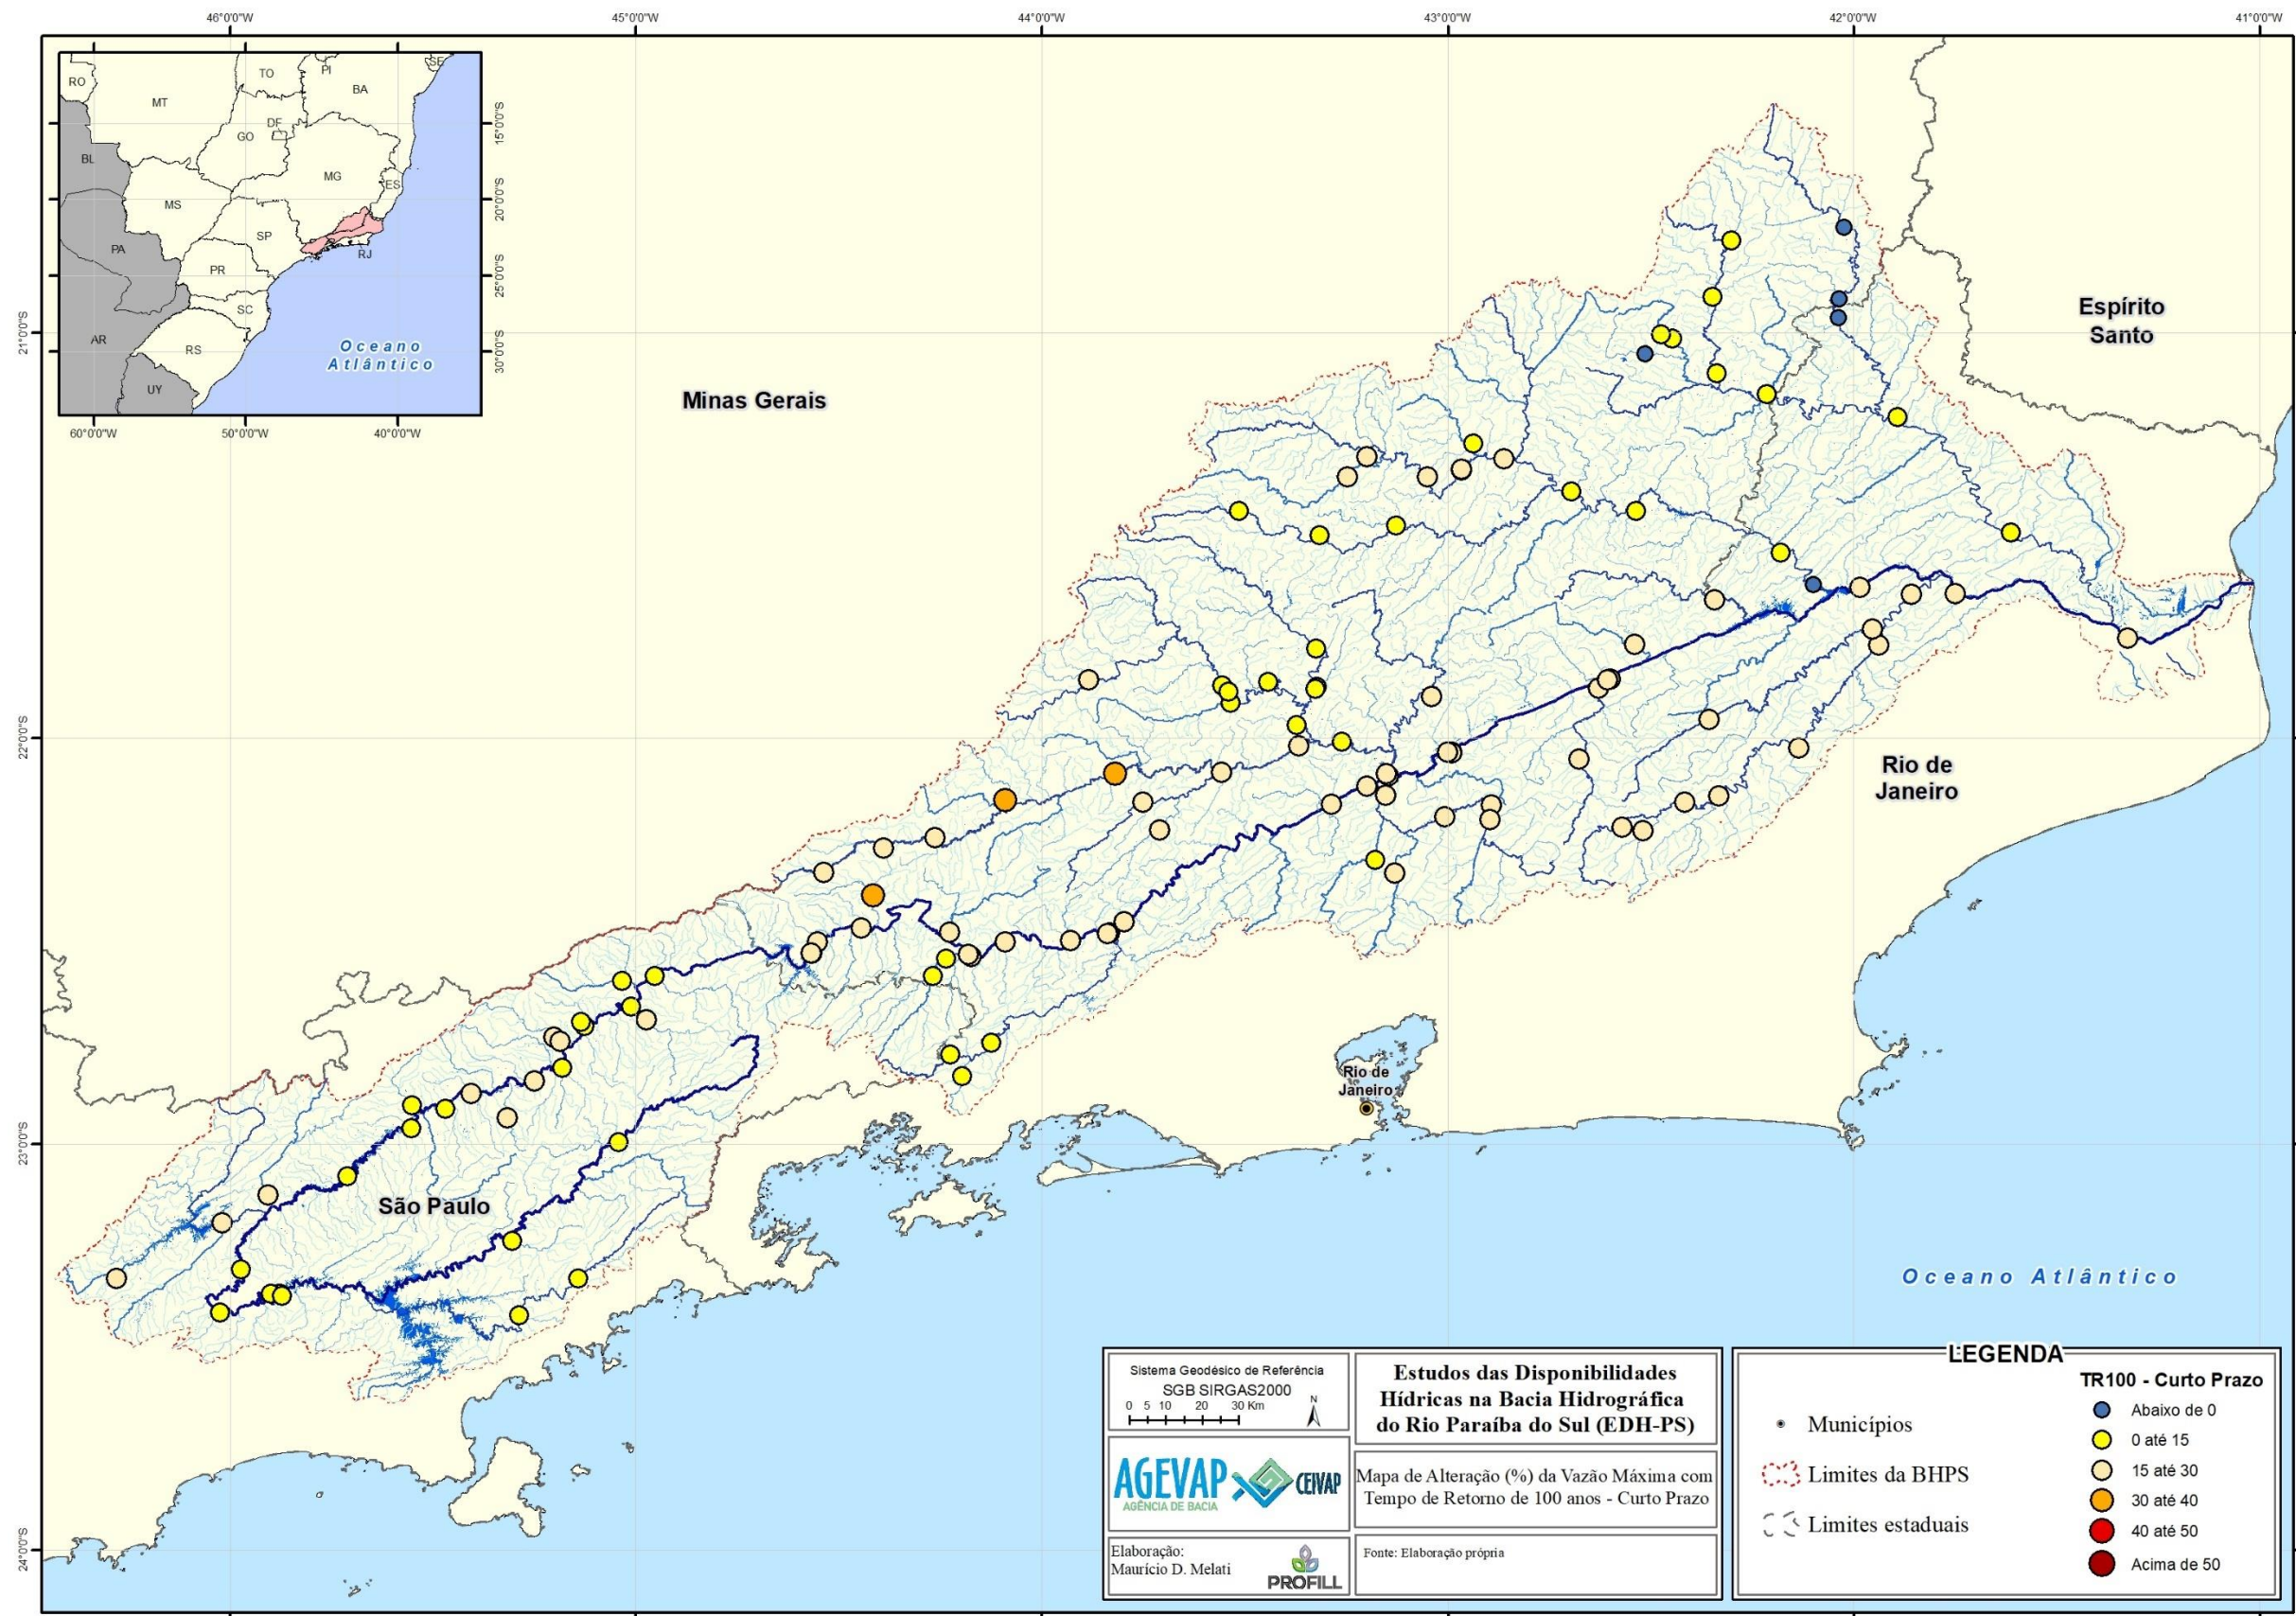 46°0'0"W
45°0'0"W
44°0'0"W
43°0'0"W
42°0'0"W
41°0'0"W
RO
TO
PI
SE
MT
BA
GO
DF
BL
MG
ES
MS
SP
PA
RJ
PR
SC
AR
RS
UY
Oceano
Atlântico
15°0'0"S
20°0'0"S
25°0'0"S
30°0'0"S
60°0'0"W
50°0'0"W
40°0'0"W
21°0'0"S
22°0'0"S
23°0'0"S
24°0'0"S
Minas Gerais
Espírito
Santo
Rio de
Janeiro
Rio de
Janeiro
São Paulo
Oceano Atlântico
Sistema Geodésico de Referência
SGB SIRGAS2000
0 5 10 20 30 Km
N
Estudos das Disponibilidades
Hídricas na Bacia Hidrográfica
do Rio Paraíba do Sul (EDH-PS)
AGEVAP
AGÊNCIA DE BACIA
CEIVAP
Mapa de Alteração (%) da Vazão Máxima com
Tempo de Retorno de 100 anos - Curto Prazo
Elaboração:
Maurício D. Melati
PROFILL
Fonte: Elaboração própria
LEGENDA
Municípios
Limites da BHPS
Limites estaduais
TR100 - Curto Prazo
Abaixo de 0
0 até 15
15 até 30
30 até 40
40 até 50
Acima de 50